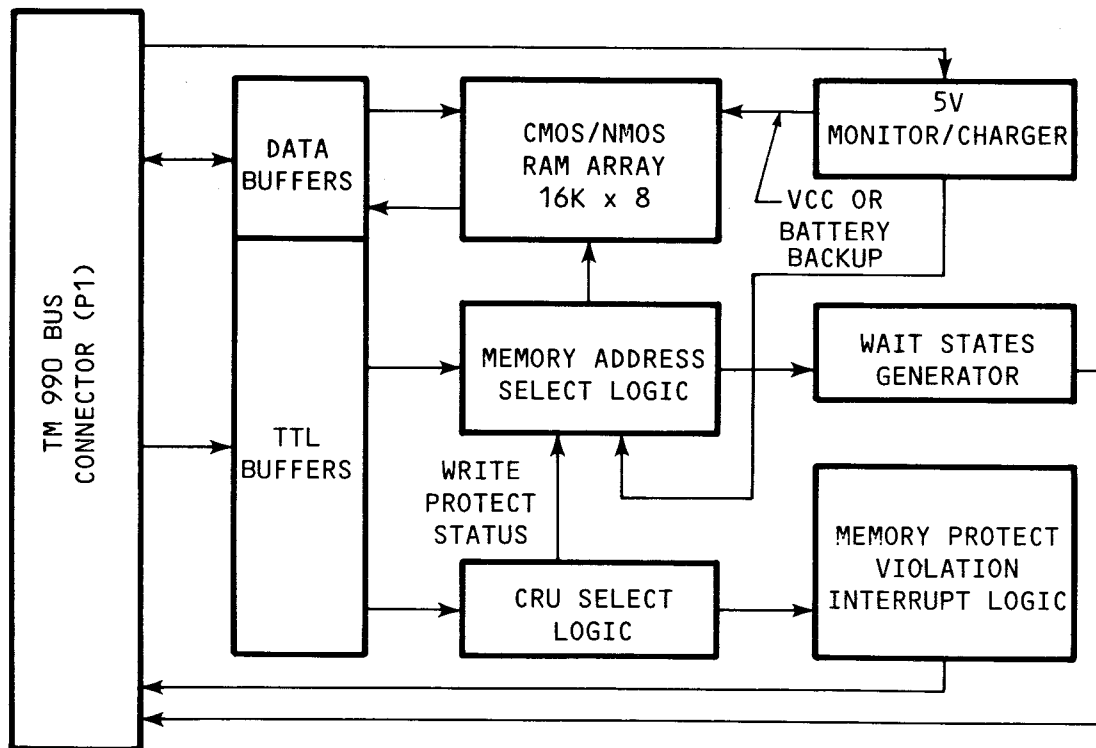 TM 990 BUS
CONNECTOR (P1)
DATA
BUFFERS
TTL
BUFFERS
CMOS/NMOS
RAM ARRAY
16K x 8
5V
MONITOR/CHARGER
VCC OR
BATTERY
BACKUP
MEMORY ADDRESS
SELECT LOGIC
WAIT STATES
GENERATOR
WRITE
PROTECT
STATUS
CRU SELECT
LOGIC
MEMORY PROTECT
VIOLATION
INTERRUPT LOGIC